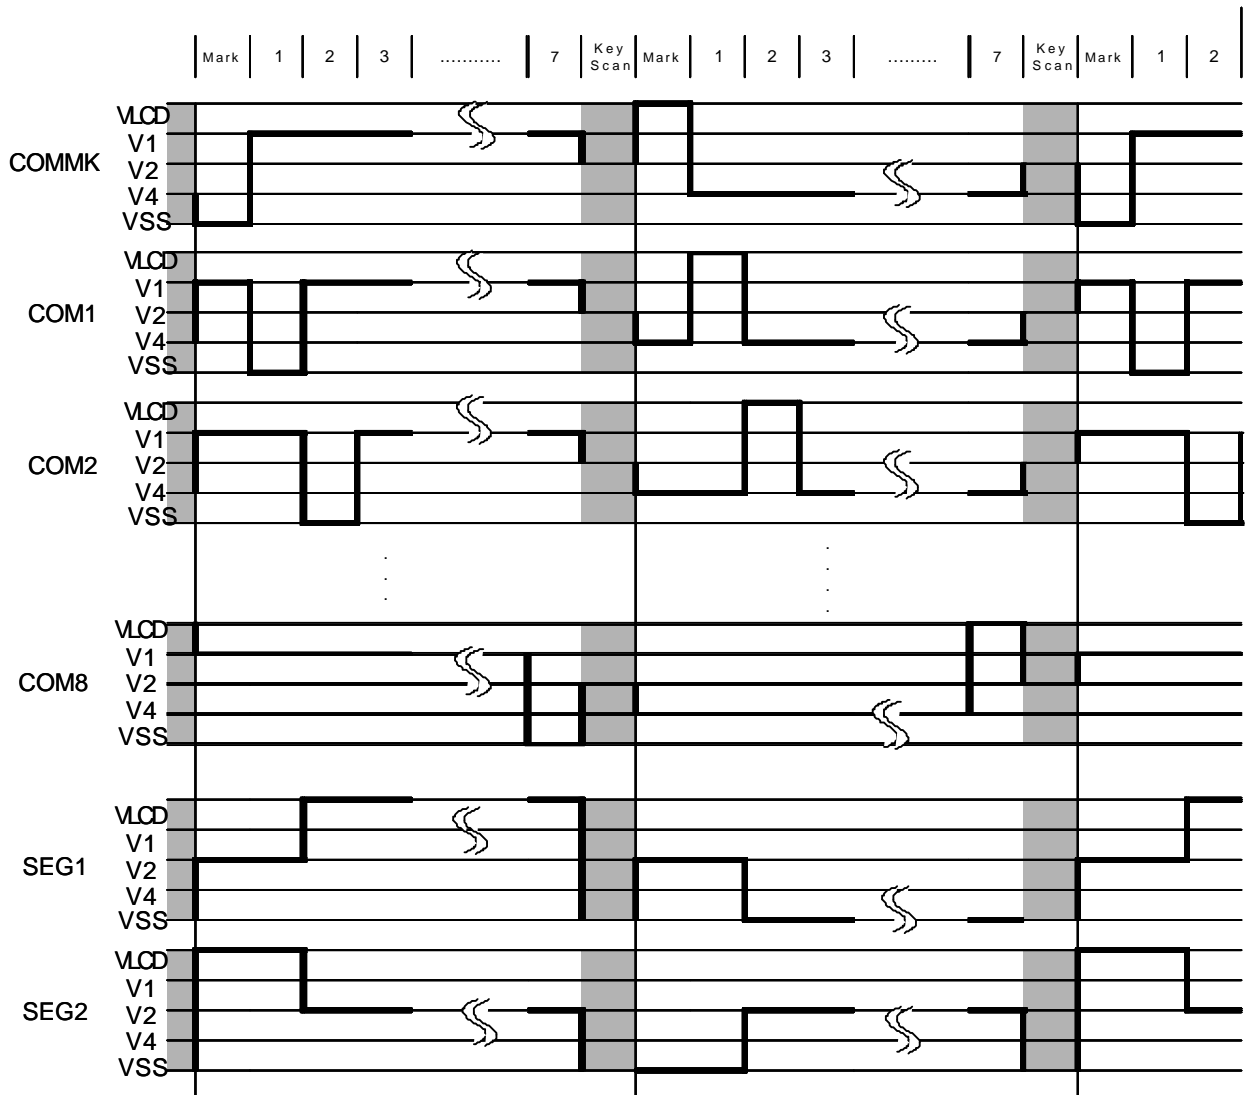 Mark 1 2 3 ........... 7 Key Scan Mark 1 2 3 ......... 7 Key Scan Mark 1 2
COMMK
VLCD
V1
V2
V4
VSS
COM1
VLCD
V1
V2
V4
VSS
COM2
VLCD
V1
V2
V4
VSS
COM8
VLCD
V1
V2
V4
VSS
SEG1
VLCD
V1
V2
V4
VSS
SEG2
VLCD
V1
V2
V4
VSS